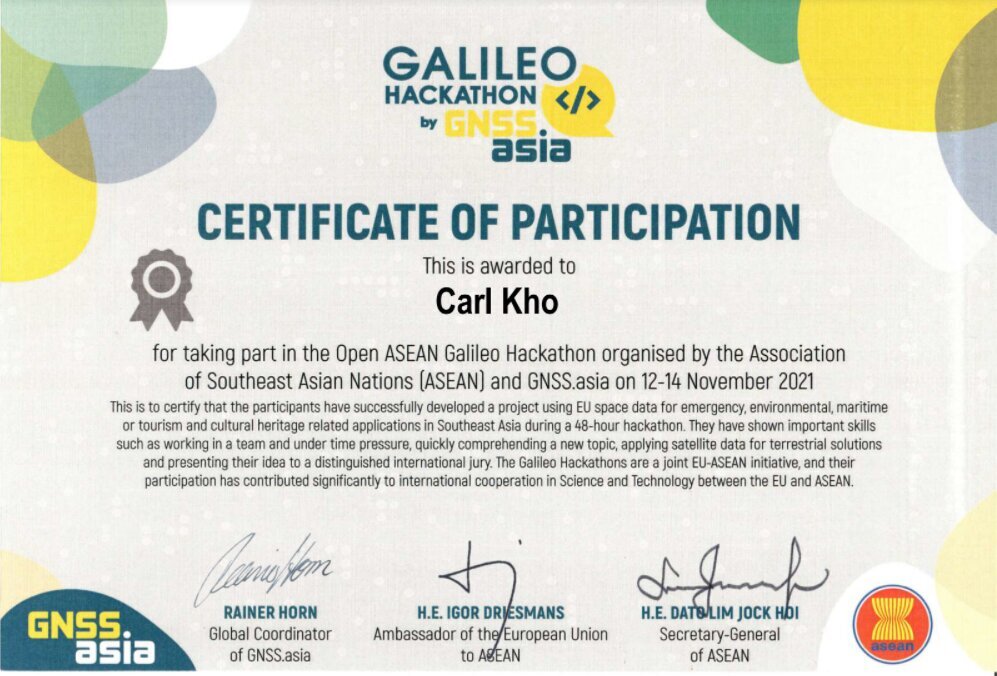 GALILEO
HACKATHON
</>
by GNSS
asia
CERTIFICATE OF PARTICIPATION
This is awarded to
Carl Kho
for taking part in the Open ASEAN Galileo Hackathon organised by the Association
of Southeast Asian Nations (ASEAN) and GNSS.asia on 12-14 November 2021
This is to certify that the participants have successfully developed a project using EU space data for emergency, environmental, maritime
or tourism and cultural heritage related applications in Southeast Asia during a 48-hour hackathon. They have shown important skills
such as working in a team and under time pressure, quickly comprehending a new topic, applying satellite data for terrestrial solutions
and presenting their idea to a distinguished international jury. The Galileo Hackathons are a joint EU-ASEAN initiative, and their
participation has contributed significantly to international cooperation in Science and Technology between the EU and ASEAN.
RAINER HORN
Global Coordinator
of GNSS.asia
H.E. IGOR DRIESMANS
Ambassador of the European Union
to ASEAN
H.E. DATO LIM JOCK HOI
Secretary-General
of ASEAN
GNSS
asia
asean